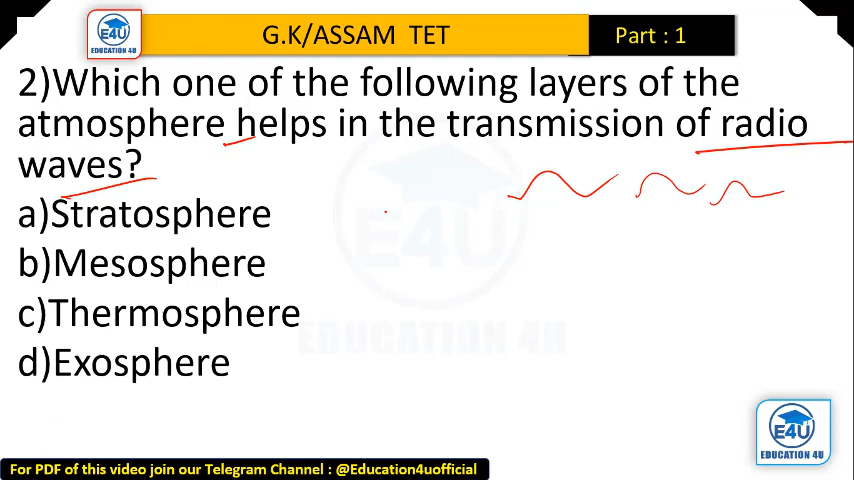 E4U
EDUCATION 4U
G.K/ASSAM TET
Part : 1
2)Which one of the following layers of the
atmosphere helps in the transmission of radio
waves?
a)Stratosphere
b)Mesosphere
c)Thermosphere
d)Exosphere
E4U
EDUCATION 4U
E4U
EDUCATION 4U
For PDF of this video join our Telegram Channel : @Education4uofficial